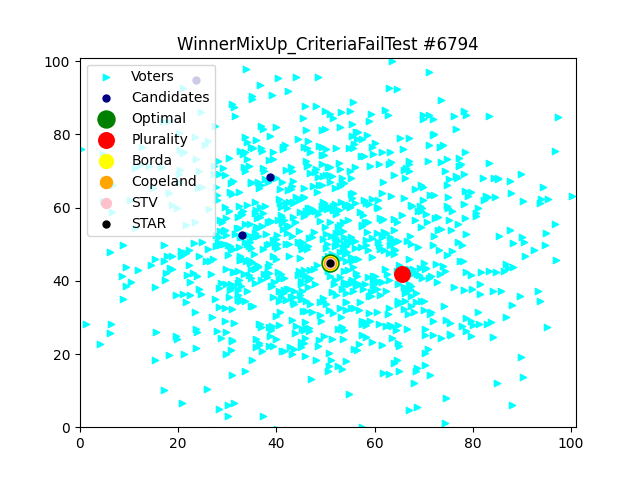 WinnerMixUp_CriteriaFailTest #6794
100
80
60
40
20
0
Voters
Candidates
Optimal
Plurality
Borda
Copeland
STV
STAR
0 20 40 60 80 100